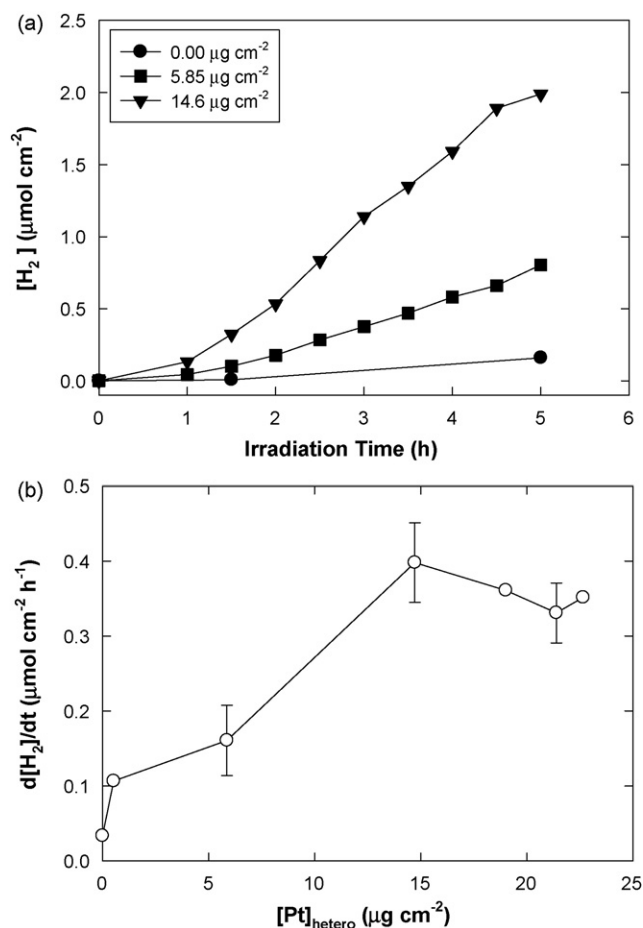 (a)
0.00 μg cm⁻²
5.85 μg cm⁻²
14.6 μg cm⁻²
2.5
2.0
1.5
1.0
0.5
0.0
[H₂] (μmol cm⁻²)
0 1 2 3 4 5 6
Irradiation Time (h)
(b)
0.5
0.4
0.3
0.2
0.1
0.0
d[H₂]/dt (μmol cm⁻² h⁻¹)
0 5 10 15 20 25
[Pt]hetero (μg cm⁻²)